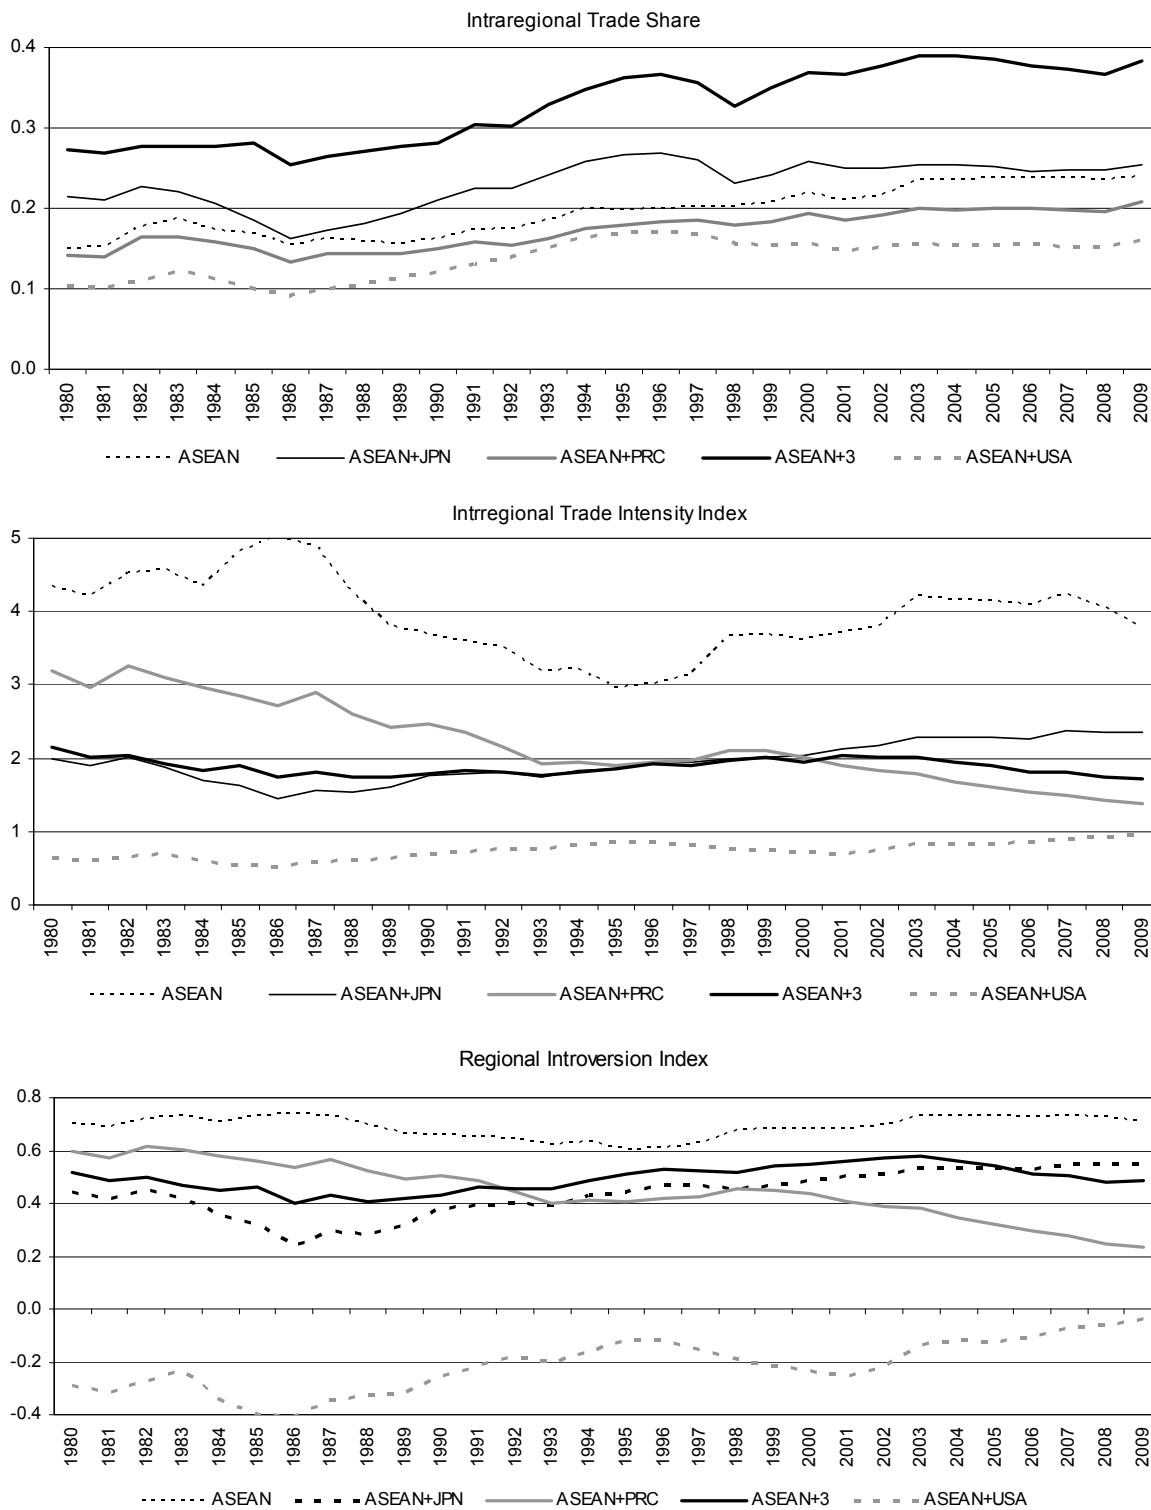 Intraregional Trade Share
0.4
0.3
0.2
0.1
0.0
1980 1981 1982 1983 1984 1985 1986 1987 1988 1989 1990 1991 1992 1993 1994 1995 1996 1997 1998 1999 2000 2001 2002 2003 2004 2005 2006 2007 2008 2009
ASEAN ASEAN+JPN ASEAN+PRC ASEAN+3 ASEAN+USA
Intrregional Trade Intensity Index
5
4
3
2
1
0
1980 1981 1982 1983 1984 1985 1986 1987 1988 1989 1990 1991 1992 1993 1994 1995 1996 1997 1998 1999 2000 2001 2002 2003 2004 2005 2006 2007 2008 2009
ASEAN ASEAN+JPN ASEAN+PRC ASEAN+3 ASEAN+USA
Regional Introversion Index
0.8
0.6
0.4
0.2
0.0
-0.2
-0.4
1980 1981 1982 1983 1984 1985 1986 1987 1988 1989 1990 1991 1992 1993 1994 1995 1996 1997 1998 1999 2000 2001 2002 2003 2004 2005 2006 2007 2008 2009
ASEAN ASEAN+JPN ASEAN+PRC ASEAN+3 ASEAN+USA